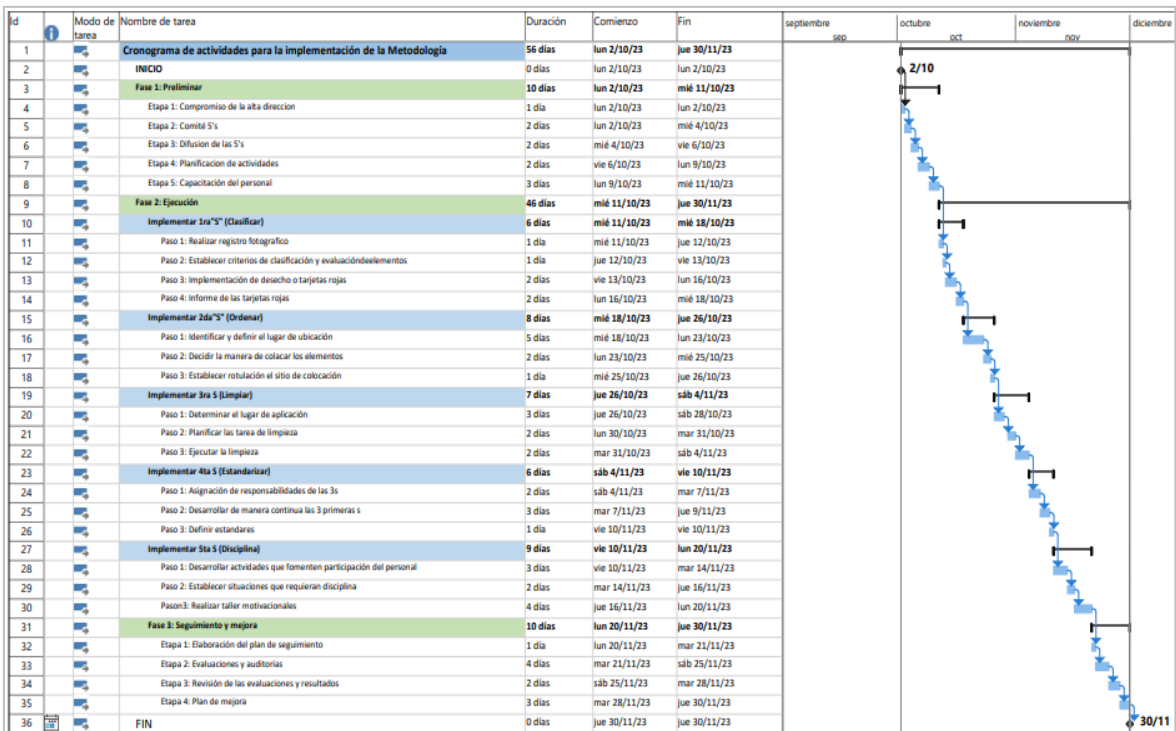 Id Modo de tarea Nombre de tarea Duración Comienzo Fin septiembre octubre noviembre diciembre
sep oct nov
1 Cronograma de actividades para la implementación de la Metodología 56 días lun 2/10/23 jue 30/11/23
2 INICIO 0 días lun 2/10/23 lun 2/10/23 2/10
3 Fase 1: Preliminar 10 días lun 2/10/23 mié 11/10/23
4 Etapa 1: Compromiso de la alta direccion 1 día lun 2/10/23 lun 2/10/23
5 Etapa 2: Comité 5's 2 días lun 2/10/23 mié 4/10/23
6 Etapa 3: Difusion de las 5's 2 días mié 4/10/23 vie 6/10/23
7 Etapa 4: Planificacion de actividades 2 días vie 6/10/23 lun 9/10/23
8 Etapa 5: Capacitación del personal 3 días lun 9/10/23 mié 11/10/23
9 Fase 2: Ejecución 46 días mié 11/10/23 jue 30/11/23
10 Implementar 1ra"S" (Clasificar) 6 días mié 11/10/23 mié 18/10/23
11 Paso 1: Realizar registro fotografico 1 día mié 11/10/23 jue 12/10/23
12 Paso 2: Establecer criterios de clasificación y evaluacióndeelementos 1 día jue 12/10/23 vie 13/10/23
13 Paso 3: Implementación de desecho o tarjetas rojas 2 días vie 13/10/23 lun 16/10/23
14 Paso 4: Informe de las tarjetas rojas 2 días lun 16/10/23 mié 18/10/23
15 Implementar 2da"S" (Ordenar) 8 días mié 18/10/23 jue 26/10/23
16 Paso 1: Identificar y definir el lugar de ubicación 5 días mié 18/10/23 lun 23/10/23
17 Paso 2: Decidir la manera de colacar los elementos 2 días lun 23/10/23 mié 25/10/23
18 Paso 3: Establecer rotulación el sitio de colocación 1 día mié 25/10/23 jue 26/10/23
19 Implementar 3ra S (Limpiar) 7 días jue 26/10/23 sáb 4/11/23
20 Paso 1: Determinar el lugar de aplicación 3 días jue 26/10/23 sáb 28/10/23
21 Paso 2: Planificar las tarea de limpieza 2 días lun 30/10/23 mar 31/10/23
22 Paso 3: Ejecutar la limpieza 2 días mar 31/10/23 sáb 4/11/23
23 Implementar 4ta S (Estandarizar) 6 días sáb 4/11/23 vie 10/11/23
24 Paso 1: Asignación de responsabilidades de las 3s 2 días sáb 4/11/23 mar 7/11/23
25 Paso 2: Desarrollar de manera continua las 3 primeras s 3 días mar 7/11/23 jue 9/11/23
26 Paso 3: Definir estandares 1 día vie 10/11/23 vie 10/11/23
27 Implementar 5ta S (Disciplina) 9 días vie 10/11/23 lun 20/11/23
28 Paso 1: Desarrollar actvidades que fomenten participación del personal 3 días vie 10/11/23 mar 14/11/23
29 Paso 2: Establecer situaciones que requieran disciplina 2 días mar 14/11/23 jue 16/11/23
30 Pason3: Realizar taller motivacionales 4 días jue 16/11/23 lun 20/11/23
31 Fase 3: Seguimiento y mejora 10 días lun 20/11/23 jue 30/11/23
32 Etapa 1: Elaboración del plan de seguimiento 1 día lun 20/11/23 mar 21/11/23
33 Etapa 2: Evaluaciones y auditorias 4 días mar 21/11/23 sáb 25/11/23
34 Etapa 3: Revisión de las evaluaciones y resultados 2 días sáb 25/11/23 mar 28/11/23
35 Etapa 4: Plan de mejora 3 días mar 28/11/23 jue 30/11/23
36 FIN 0 días jue 30/11/23 jue 30/11/23 30/11